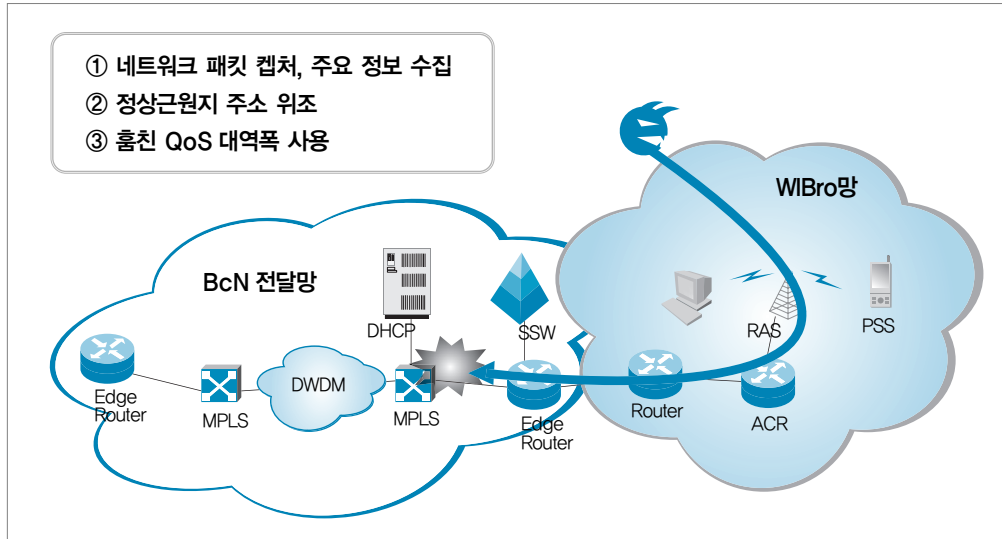 ① 네트워크 패킷 켑처, 주요 정보 수집
② 정상근원지 주소 위조
③ 훔친 QoS 대역폭 사용
WIBro망
BcN 전달망
DHCP
SSW
RAS
PSS
Edge
Router
MPLS
DWDM
MPLS
Edge
Router
Router
ACR